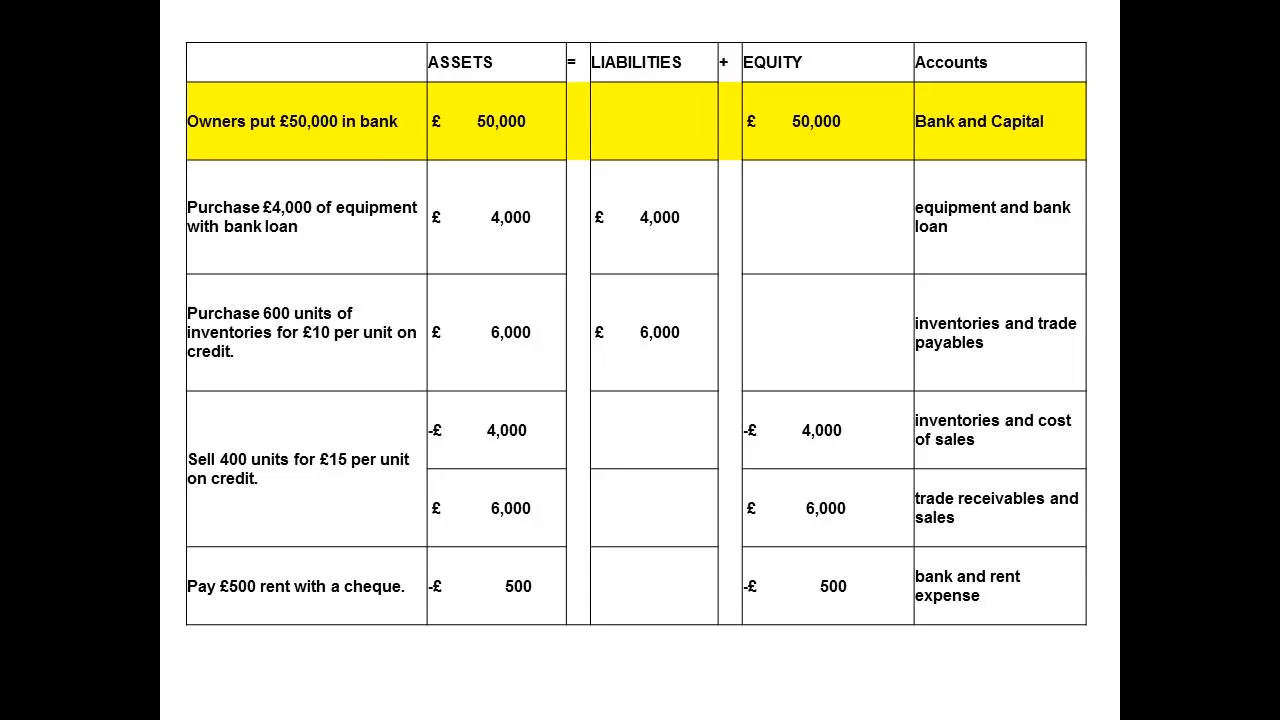 ASSETS = LIABILITIES + EQUITY Accounts
Owners put £50,000 in bank £ 50,000 £ 50,000 Bank and Capital
Purchase £4,000 of equipment
with bank loan
£ 4,000 £ 4,000
equipment and bank
loan
Purchase 600 units of
inventories for £10 per unit on
credit.
£ 6,000 £ 6,000
inventories and trade
payables
Sell 400 units for £15 per unit
on credit.
-£ 4,000 -£ 4,000
inventories and cost
of sales
£ 6,000 £ 6,000
trade receivables and
sales
Pay £500 rent with a cheque. -£ 500 -£ 500
bank and rent
expense